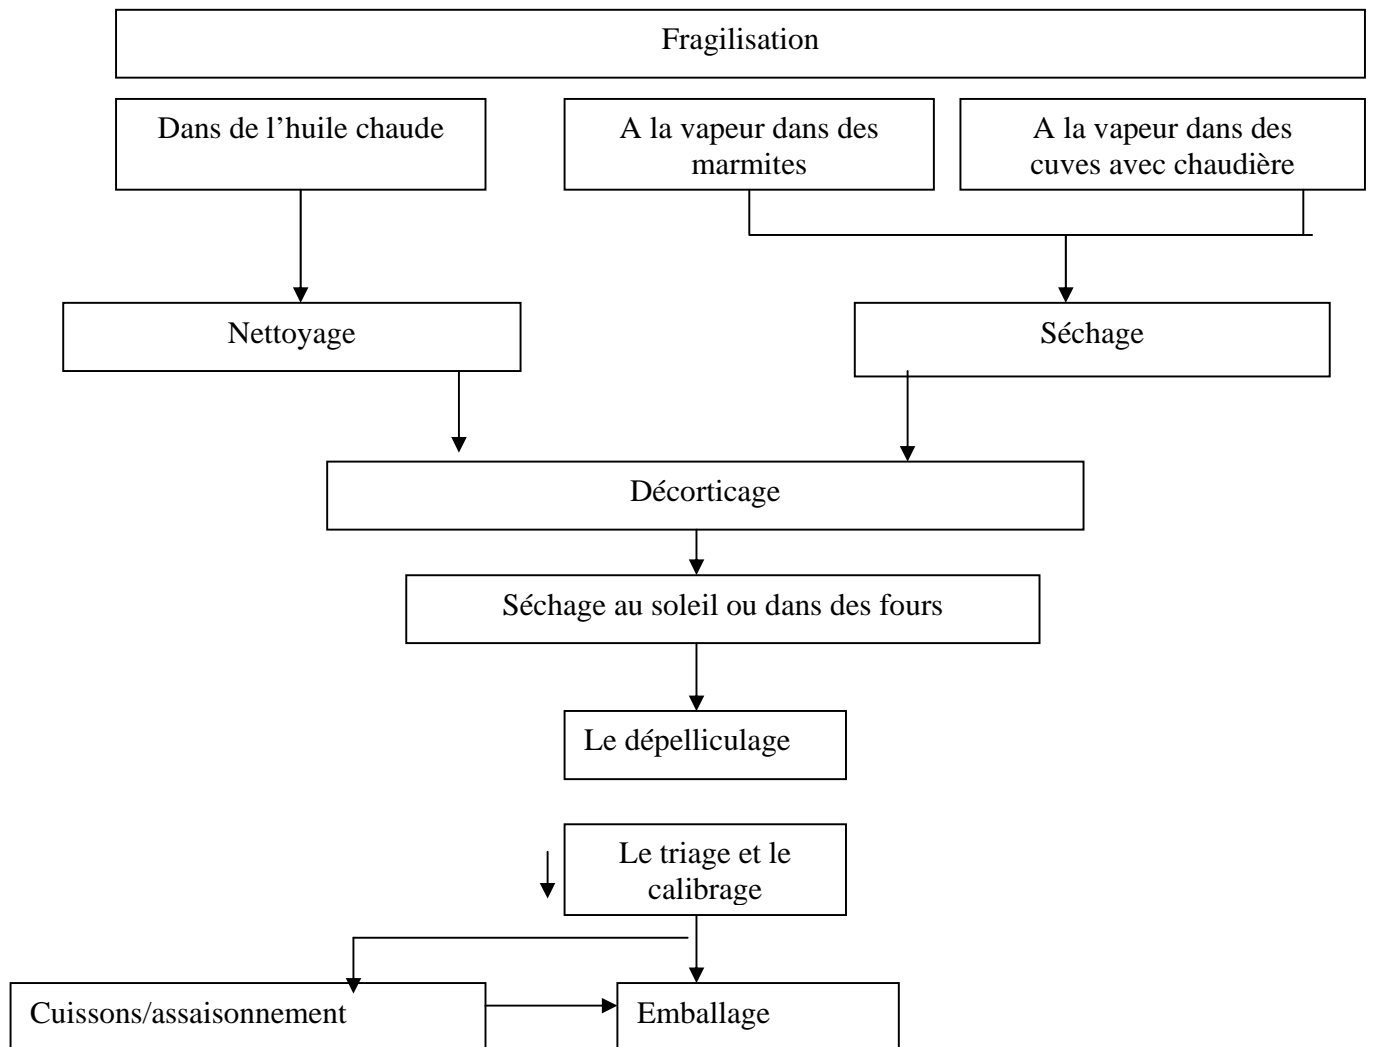 Fragilisation
Dans de l’huile chaude
A la vapeur dans des
marmites
A la vapeur dans des
cuves avec chaudière
Nettoyage
Séchage
Décorticage
Séchage au soleil ou dans des fours
Le dépelliculage
Le triage et le
calibrage
Cuissons/assaisonnement
Emballage